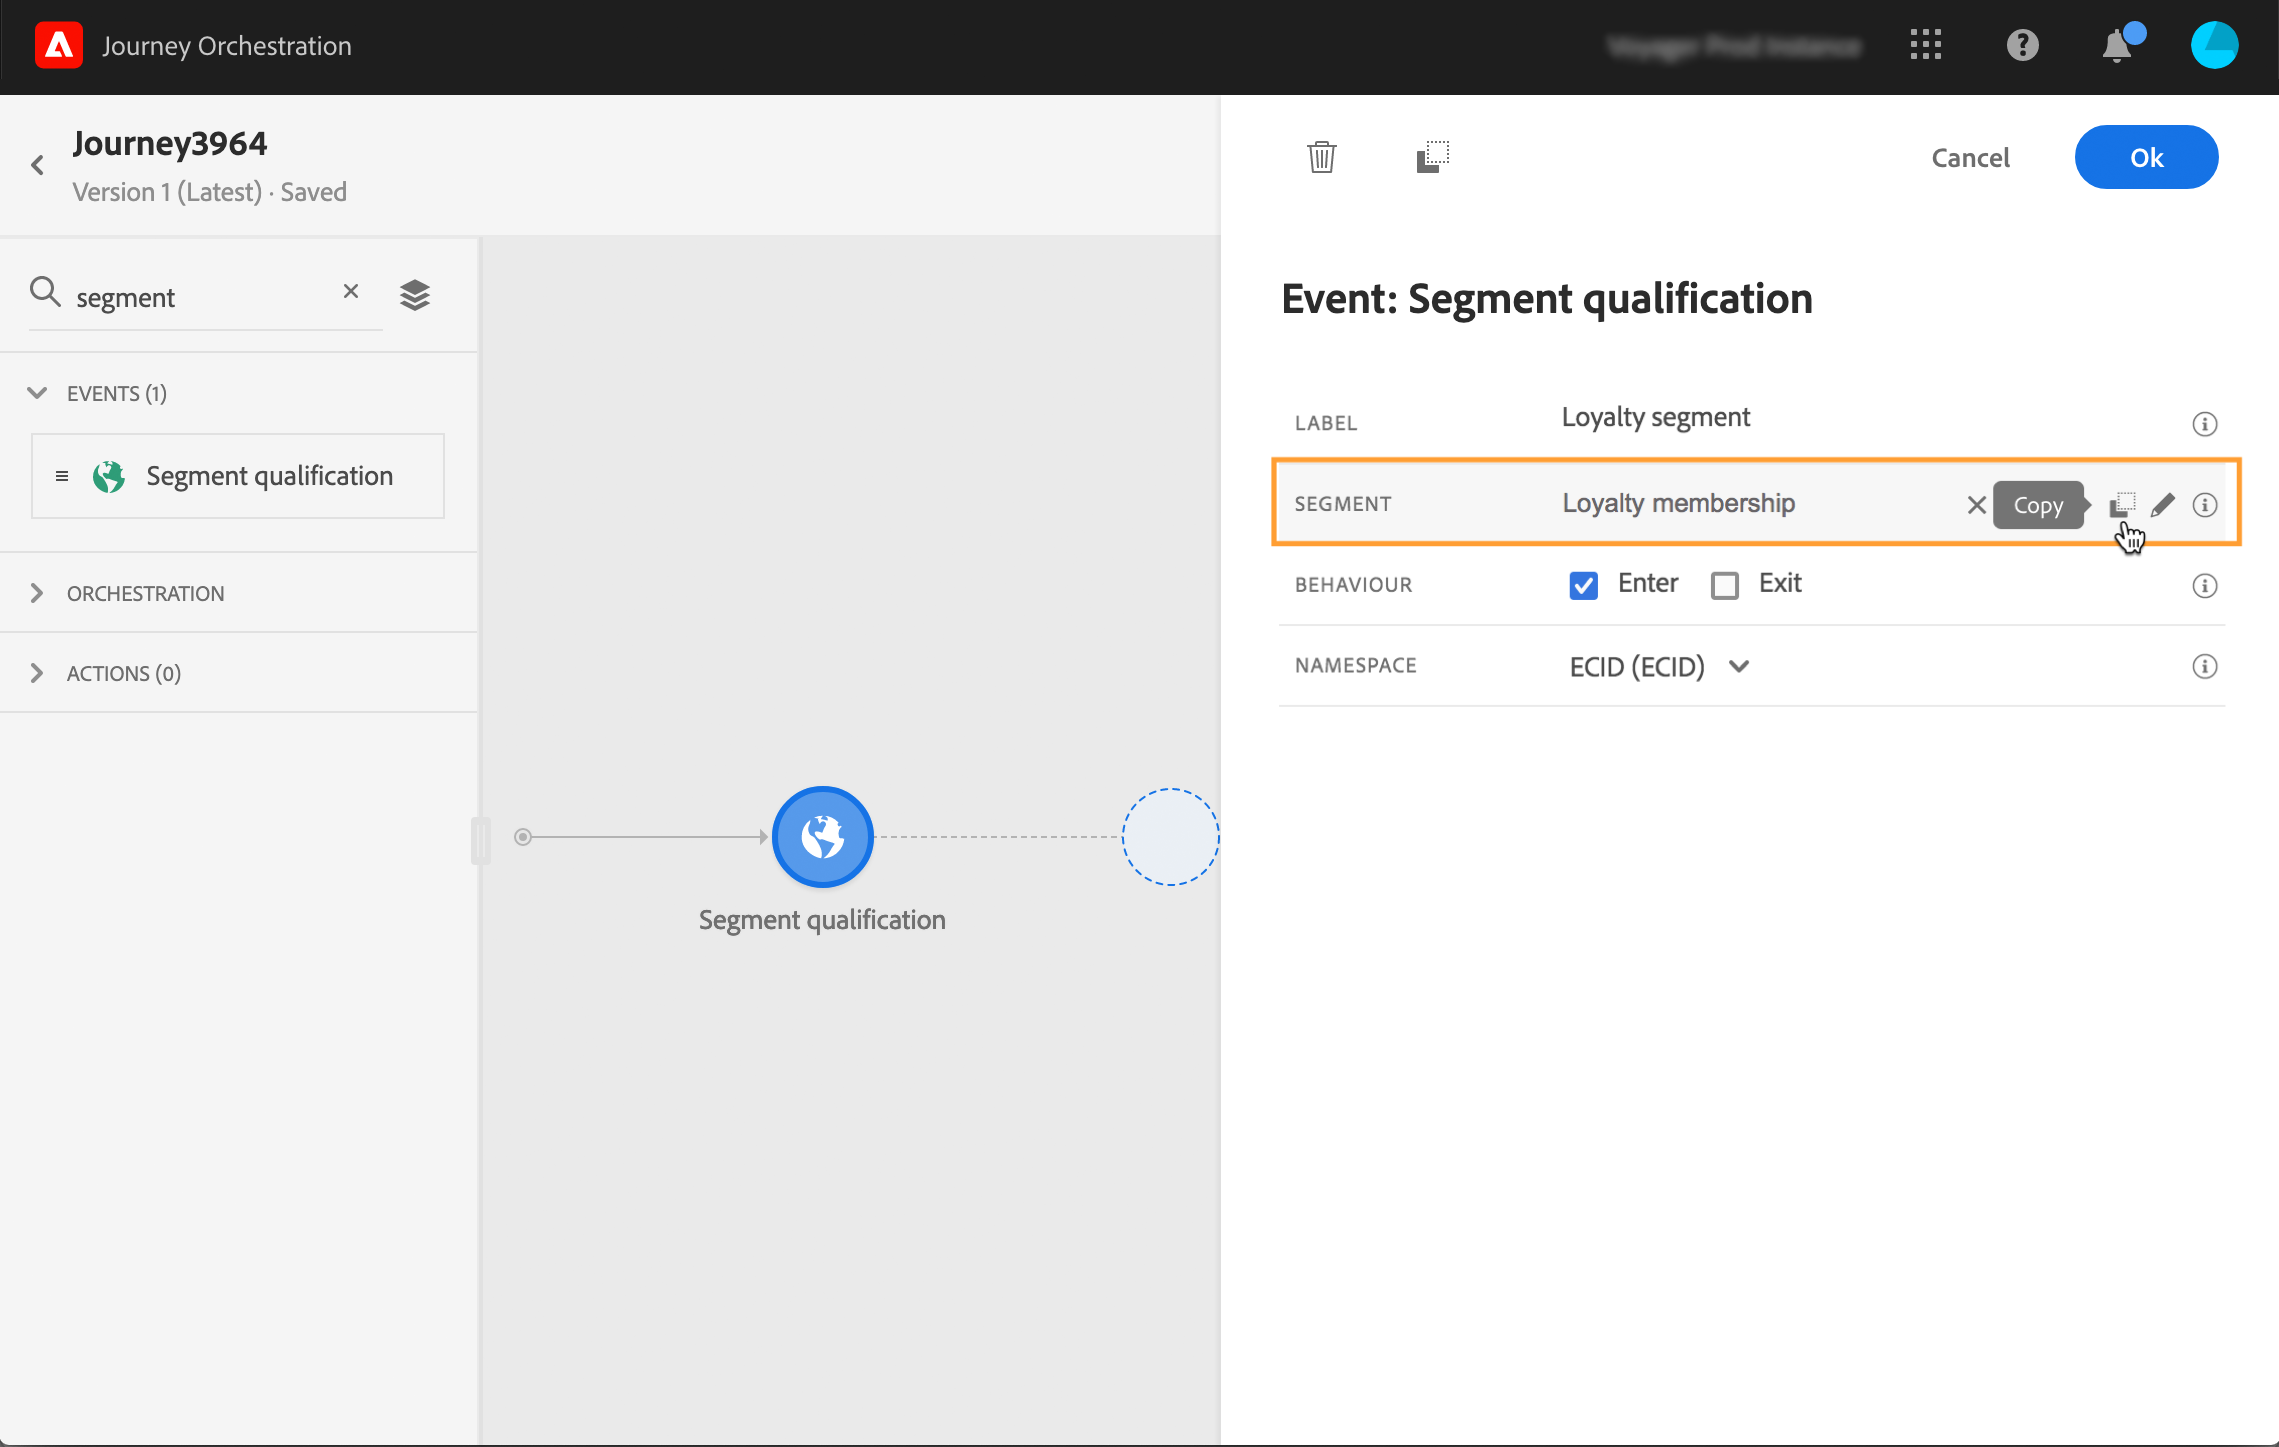 Journey Orchestration
Journey3964
Version 1 (Latest) · Saved
Cancel
Ok
segment
EVENTS (1)
Segment qualification
ORCHESTRATION
ACTIONS (0)
Segment qualification
Event: Segment qualification
LABEL Loyalty segment
SEGMENT Loyalty membership Copy
BEHAVIOUR Enter Exit
NAMESPACE ECID (ECID)